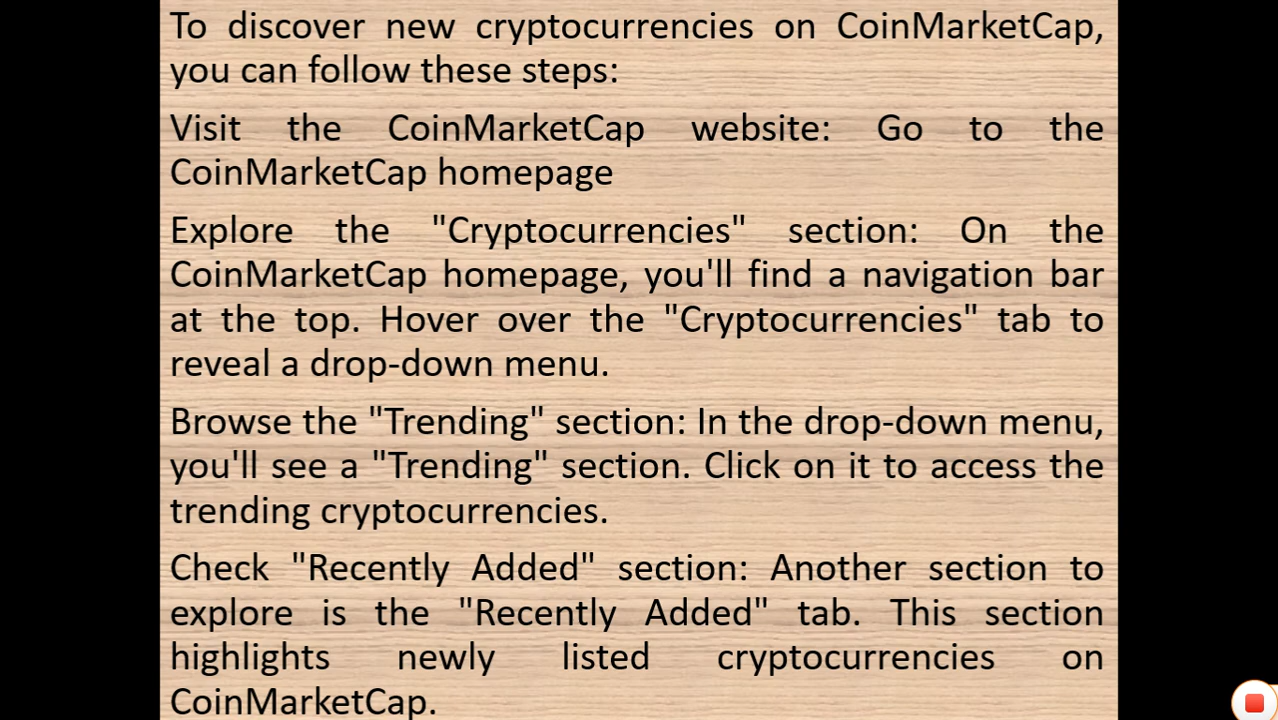 To discover new cryptocurrencies on CoinMarketCap,
you can follow these steps:
Visit the CoinMarketCap website: Go to the
CoinMarketCap homepage
Explore the "Cryptocurrencies" section: On the
CoinMarketCap homepage, you'll find a navigation bar
at the top. Hover over the "Cryptocurrencies" tab to
reveal a drop-down menu.
Browse the "Trending" section: In the drop-down menu,
you'll see a "Trending" section. Click on it to access the
trending cryptocurrencies.
Check "Recently Added" section: Another section to
explore is the "Recently Added" tab. This section
highlights newly listed cryptocurrencies on
CoinMarketCap.